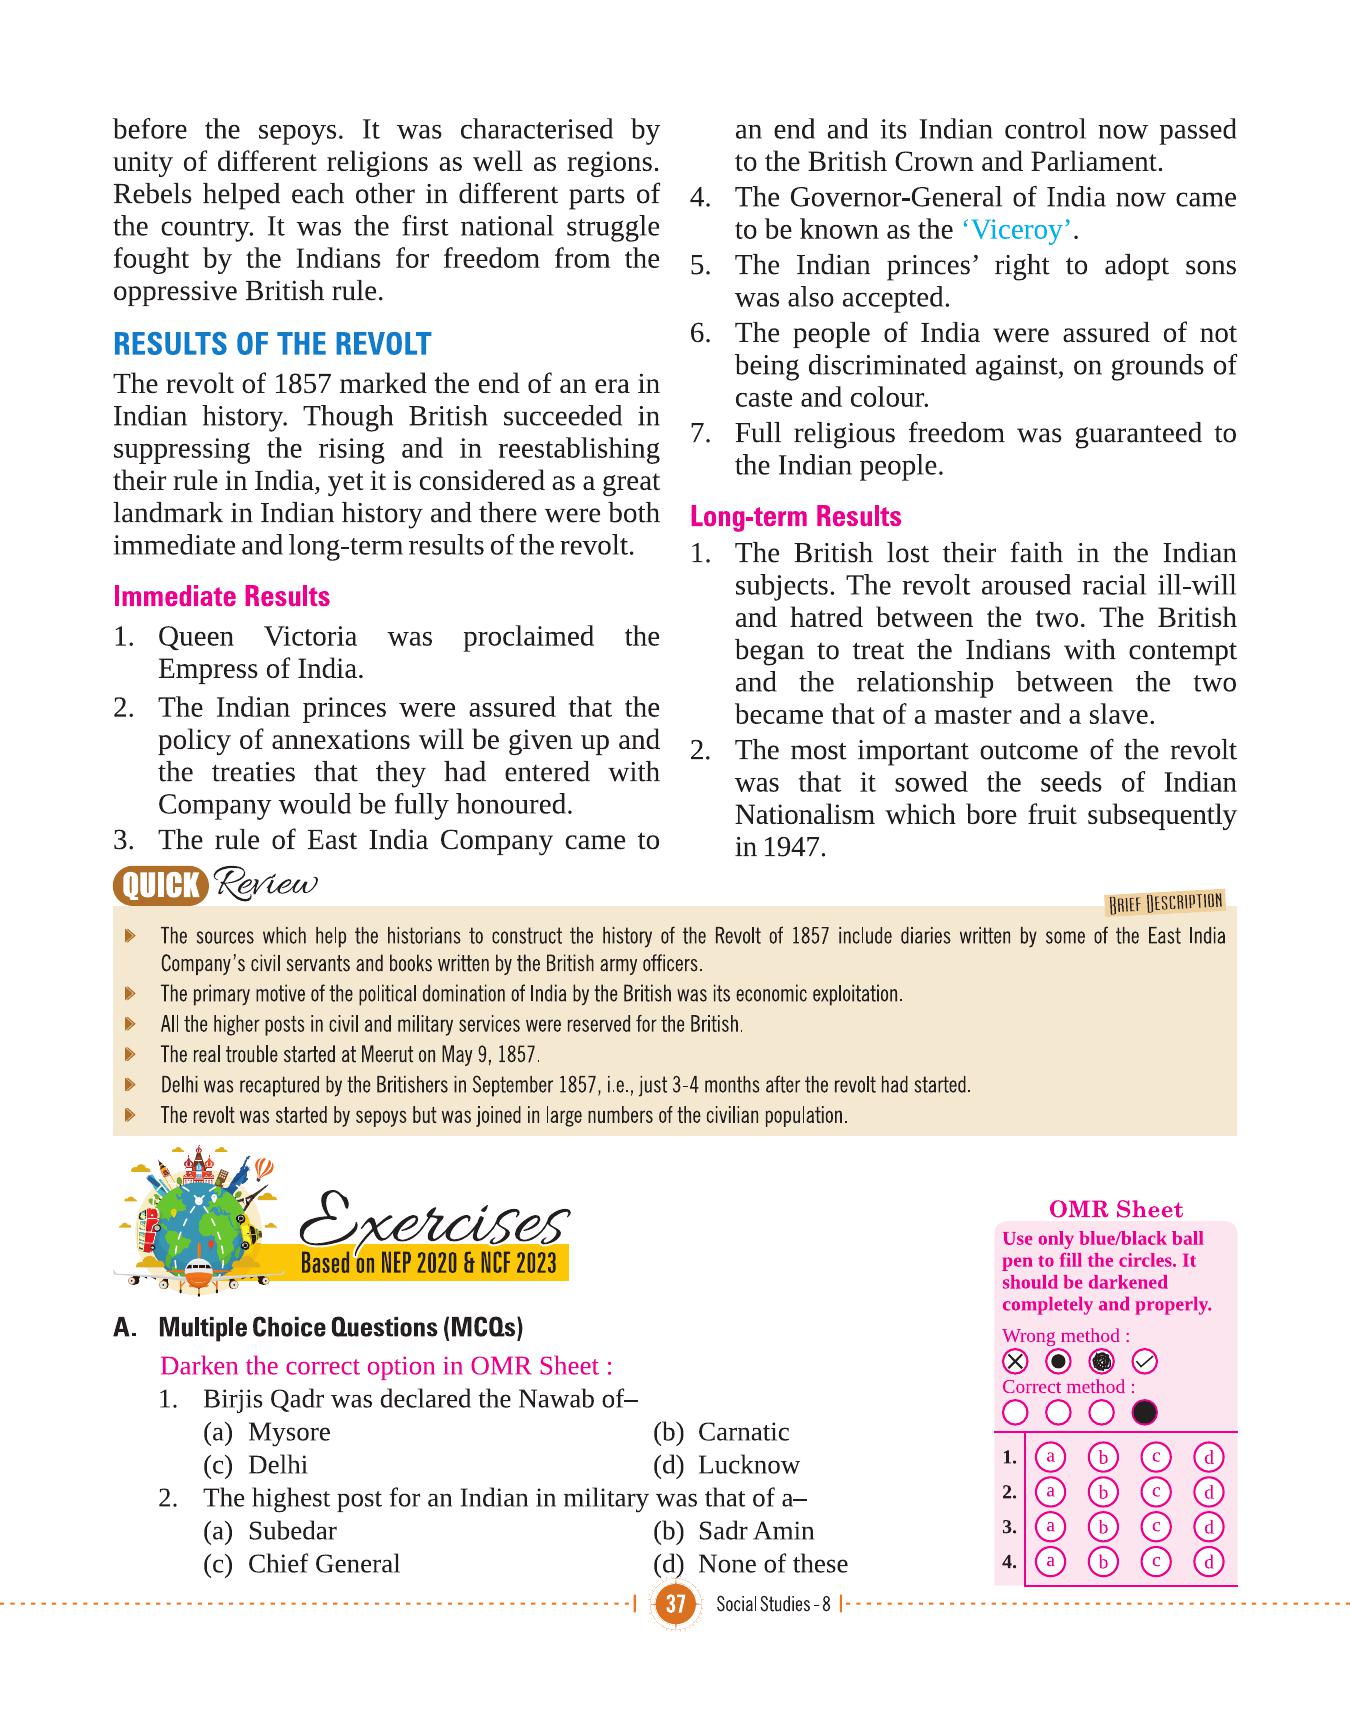 before the sepoys. It was characterised by
unity of different religions as well as regions.
Rebels helped each other in different parts of
the country. It was the first national struggle
fought by the Indians for freedom from the
oppressive British rule.
RESULTS OF THE REVOLT
The revolt of 1857 marked the end of an era in
Indian history. Though British succeeded in
suppressing the rising and in reestablishing
their rule in India, yet it is considered as a great
landmark in Indian history and there were both
immediate and long-term results of the revolt.
Immediate Results
1. Queen Victoria was proclaimed the
Empress of India.
2. The Indian princes were assured that the
policy of annexations will be given up and
the treaties that they had entered with
Company would be fully honoured.
3. The rule of East India Company came to
an end and its Indian control now passed
to the British Crown and Parliament.
4. The Governor-General of India now came
to be known as the ‘Viceroy’.
5. The Indian princes’ right to adopt sons
was also accepted.
6. The people of India were assured of not
being discriminated against, on grounds of
caste and colour.
7. Full religious freedom was guaranteed to
the Indian people.
Long-term Results
1. The British lost their faith in the Indian
subjects. The revolt aroused racial ill-will
and hatred between the two. The British
began to treat the Indians with contempt
and the relationship between the two
became that of a master and a slave.
2. The most important outcome of the revolt
was that it sowed the seeds of Indian
Nationalism which bore fruit subsequently
in 1947.
QUICK Review
BRIEF DESCRIPTION
The sources which help the historians to construct the history of the Revolt of 1857 include diaries written by some of the East India
Company’s civil servants and books written by the British army officers.
The primary motive of the political domination of India by the British was its economic exploitation.
All the higher posts in civil and military services were reserved for the British.
The real trouble started at Meerut on May 9, 1857.
Delhi was recaptured by the Britishers in September 1857, i.e., just 3-4 months after the revolt had started.
The revolt was started by sepoys but was joined in large numbers of the civilian population.
Exercises
Based on NEP 2020 & NCF 2023
A. Multiple Choice Questions (MCQs)
Darken the correct option in OMR Sheet :
1. Birjis Qadr was declared the Nawab of–
(a) Mysore (b) Carnatic
(c) Delhi (d) Lucknow
2. The highest post for an Indian in military was that of a–
(a) Subedar (b) Sadr Amin
(c) Chief General (d) None of these
OMR Sheet
Use only blue/black ball
pen to fill the circles. It
should be darkened
completely and properly.
Wrong method :
Correct method :
1. a b c d
2. a b c d
3. a b c d
4. a b c d
37 Social Studies - 8